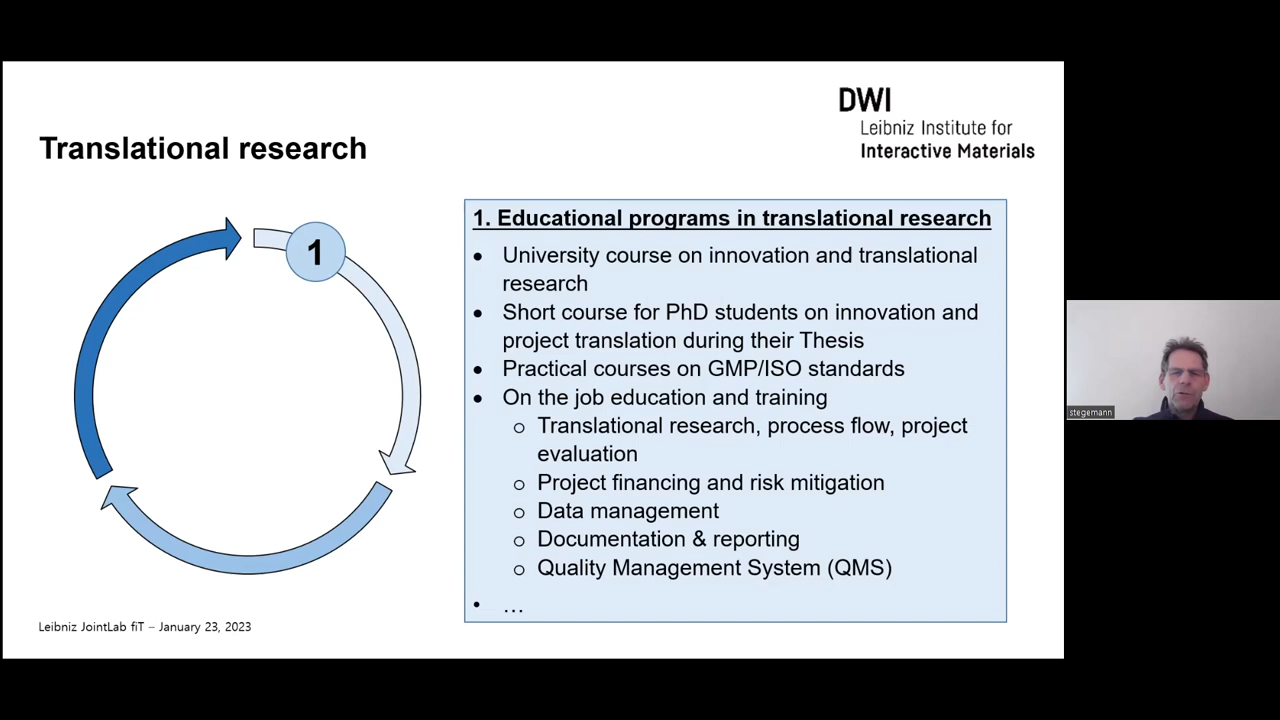 DWI
Leibniz Institute for
Interactive Materials
Translational research
1
1. Educational programs in translational research
• University course on innovation and translational
research
• Short course for PhD students on innovation and
project translation during their Thesis
• Practical courses on GMP/ISO standards
• On the job education and training
o Translational research, process flow, project
evaluation
o Project financing and risk mitigation
o Data management
o Documentation & reporting
o Quality Management System (QMS)
• …
Leibniz JointLab fiT – January 23, 2023
stegemann